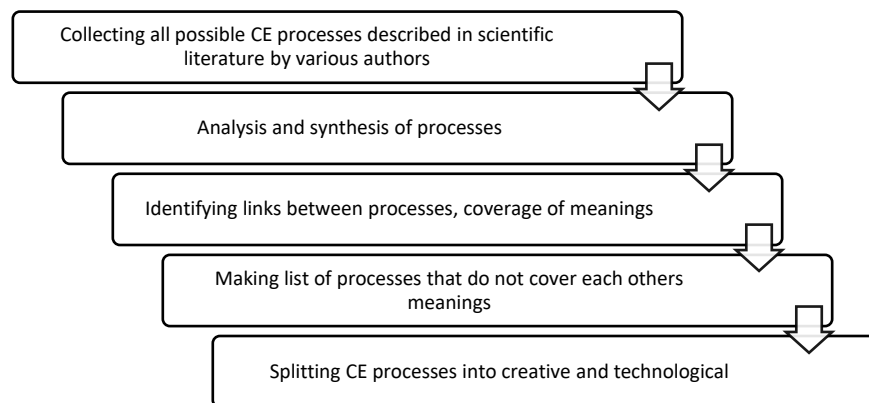 Collecting all possible CE processes described in scientific
literature by various authors
Analysis and synthesis of processes
Identifying links between processes, coverage of meanings
Making list of processes that do not cover each others
meanings
Splitting CE processes into creative and technological